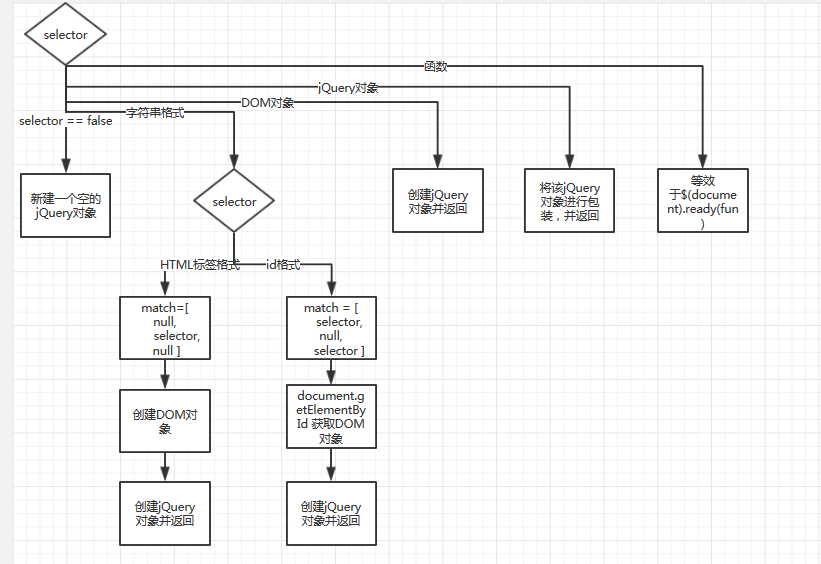 selector
函数
jQuery对象
DOM对象
字符串格式
selector == false
新建一个空的
jQuery对象
selector
创建jQuery
对象并返回
将该jQuery
对象进行包
装，并返回
等效
于$(docume
nt).ready(fun
)
HTML标签格式
id格式
match=[
null,
selector,
null ]
match = [
selector,
null,
selector ]
创建DOM对
象
document.g
etElementBy
Id 获取DOM
对象
创建jQuery
对象并返回
创建jQuery
对象并返回